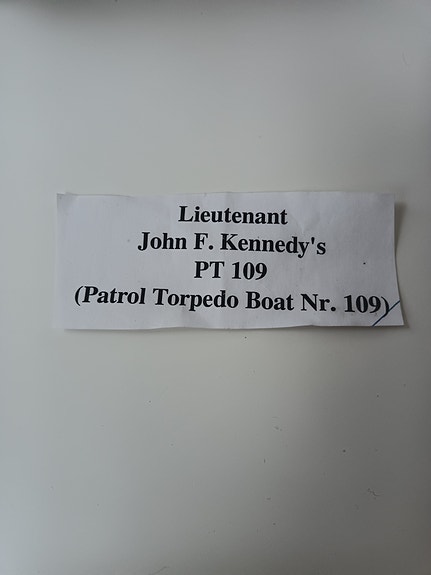 Lieutenant
John F. Kennedy's
PT 109
(Patrol Torpedo Boat Nr. 109)